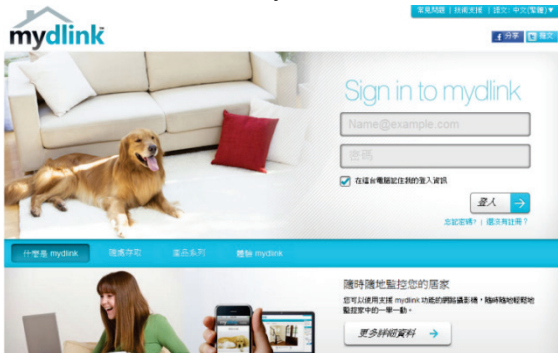 常見問題 | 技術支援 | 語文: 中文(繁體)▼
mydlink
分享 推文
Sign in to mydlink
Name@example.com
密碼
在這台電腦記住我的登入資訊
登入
忘記密碼? | 還沒有註冊?
什麼是 mydlink 隨處存取 產品系列 體驗 mydlink
隨時隨地監控您的居家
您可以使用支援 mydlink 功能的網路攝影機，隨時隨地輕鬆地
監控家中的一舉一動。
更多詳細資料